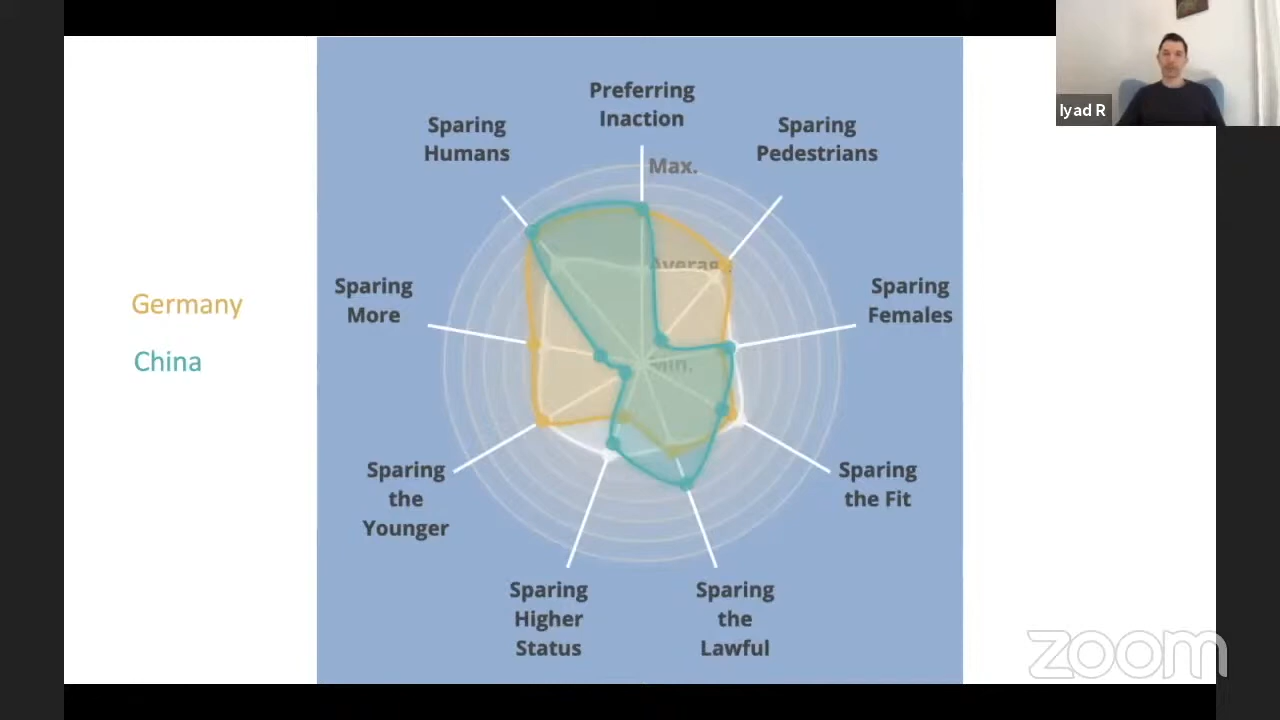 Preferring
Inaction
Sparing
Humans
Sparing
Pedestrians
Max.
Iyad R
Average
Sparing
More
Sparing
Females
Germany
China
Min.
Sparing
the
Younger
Sparing
the Fit
Sparing
Higher
Status
Sparing
the
Lawful
zoom